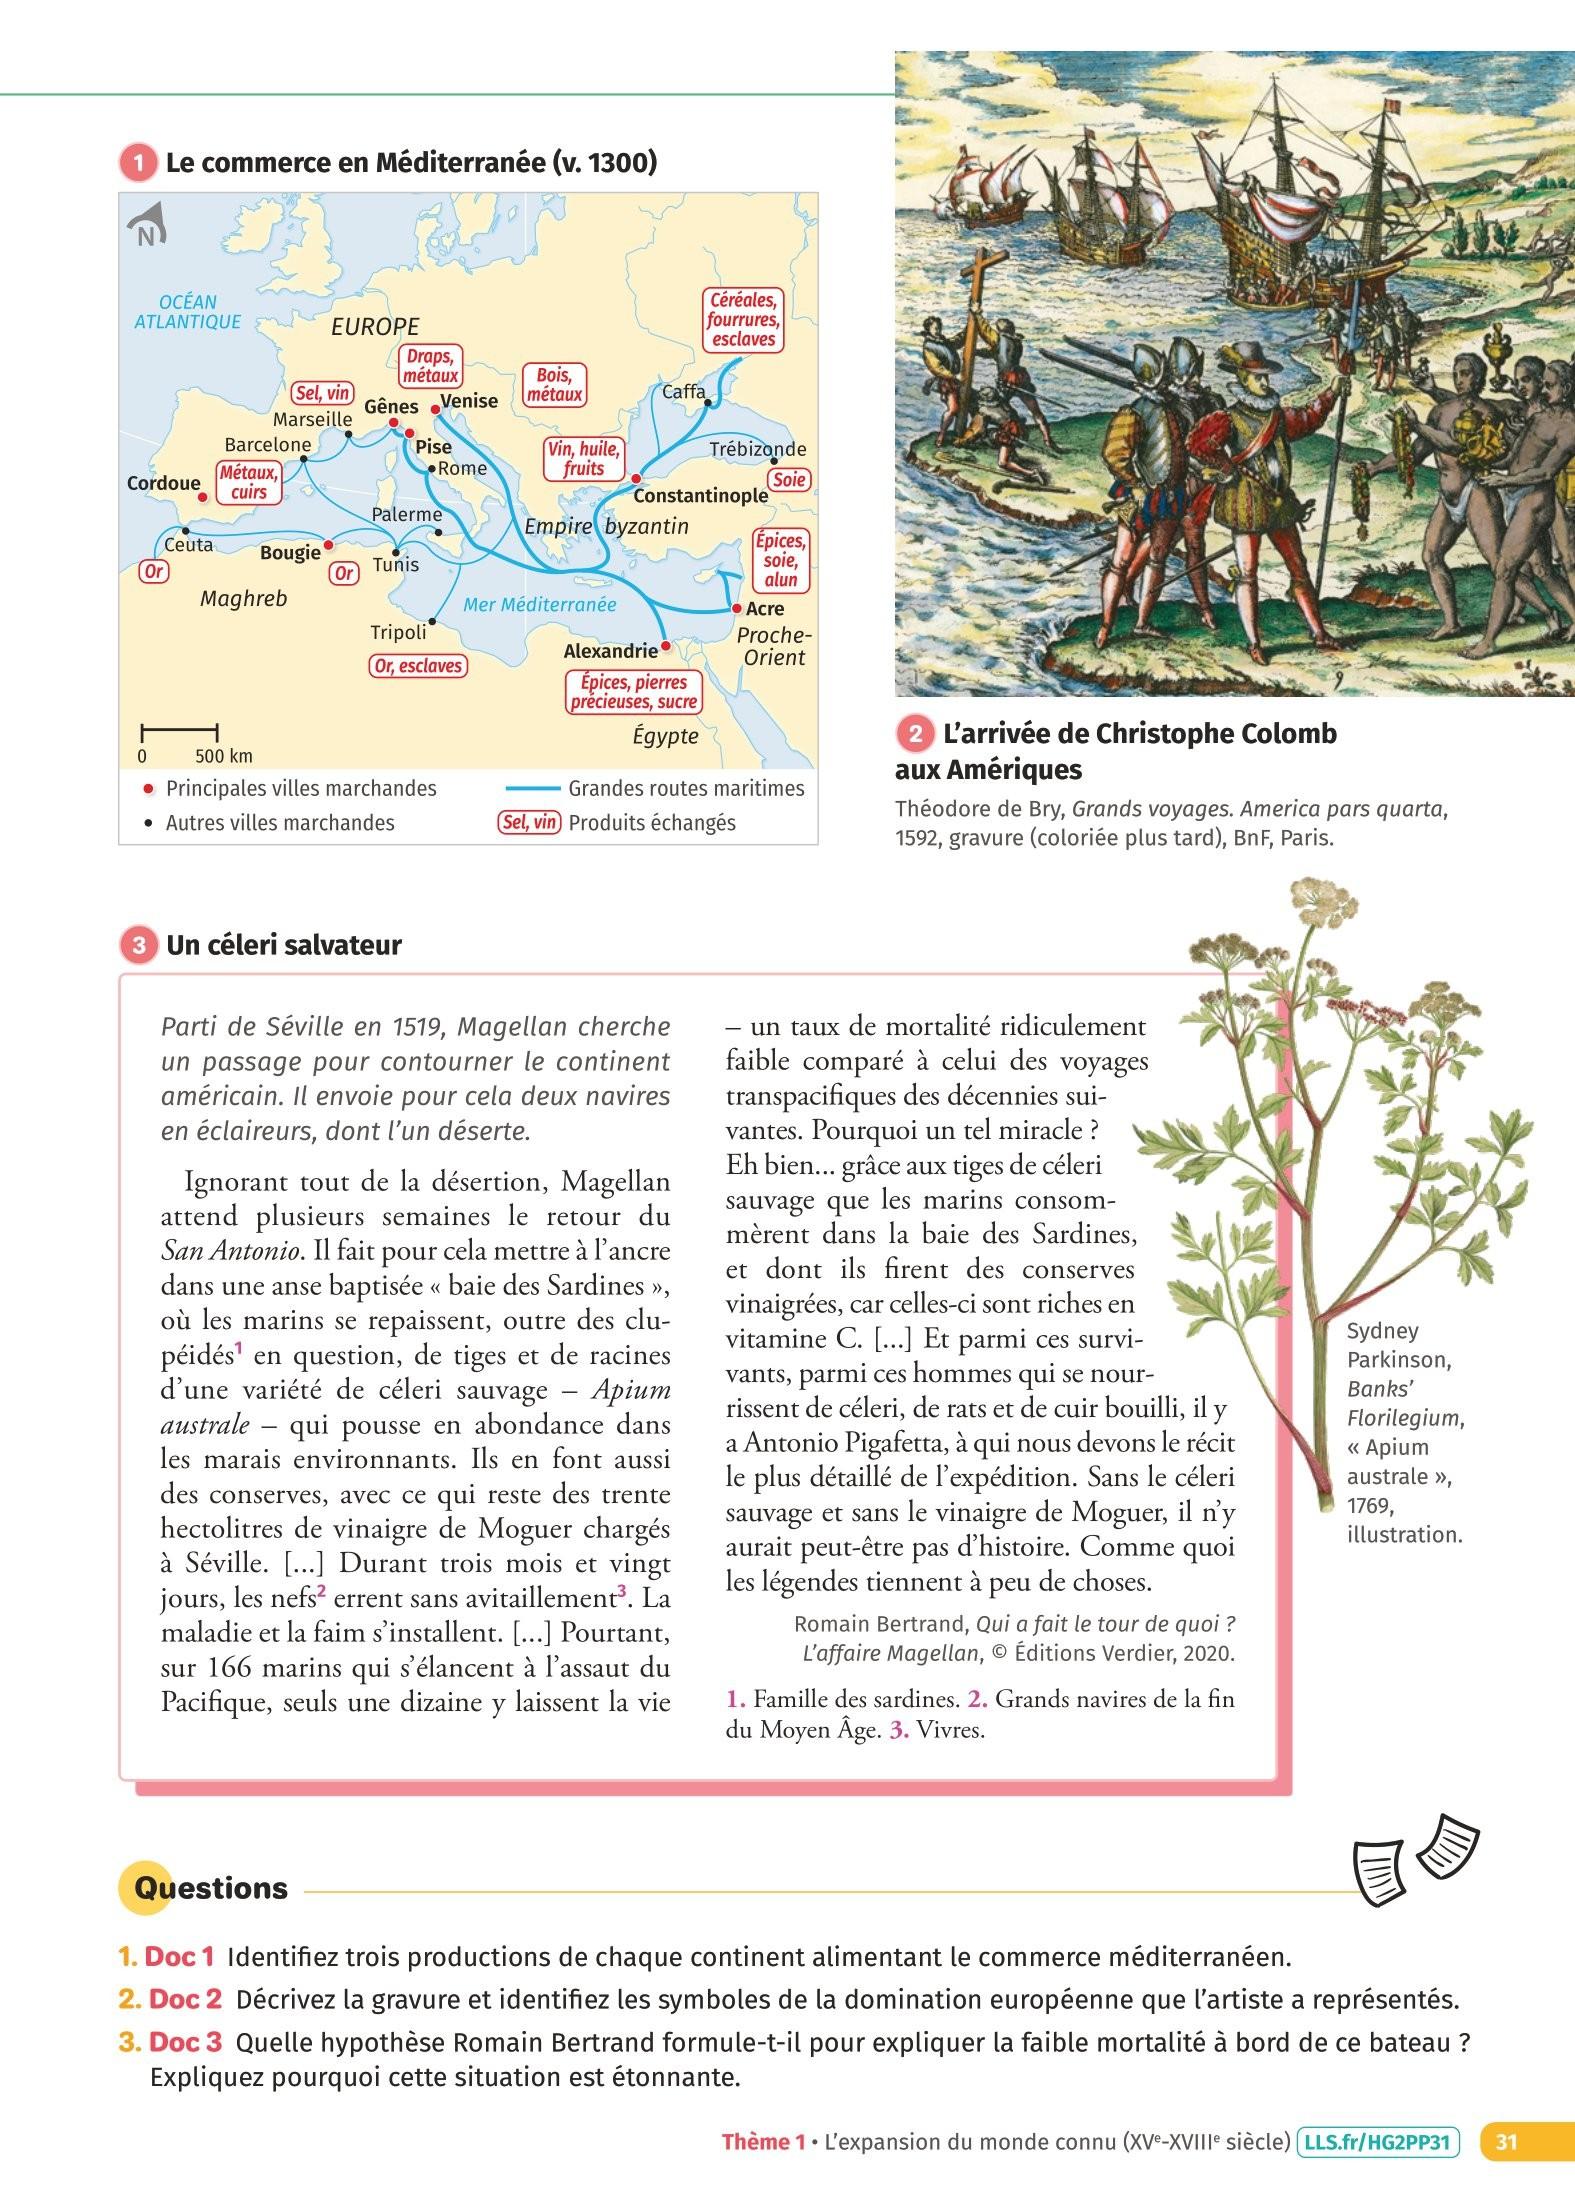 1 Le commerce en Méditerranée (v. 1300)
N
OCÉAN
ATLANTIQUE
EUROPE
Céréales,
fourrures,
esclaves
Draps,
métaux
Bois,
métaux
Sel, vin
Caffa
Gênes
Venise
Marseille
Barcelone
Pise
Vin, huile,
fruits
Trébizonde
Rome
Métaux,
cuirs
Soie
Cordoue
Constantinople
Palerme
Empire byzantin
Ceuta
Bougie
Tunis
Épices,
soie,
alun
Or
Or
Maghreb
Mer Méditerranée
Acre
Tripoli
Proche-
Orient
Alexandrie
Or, esclaves
Épices, pierres
précieuses, sucre
Égypte
0 500 km
Principales villes marchandes
Grandes routes maritimes
Autres villes marchandes
Sel, vin Produits échangés
2 L’arrivée de Christophe Colomb
aux Amériques
Théodore de Bry, Grands voyages. America pars quarta,
1592, gravure (coloriée plus tard), BnF, Paris.
3 Un céleri salvateur
Parti de Séville en 1519, Magellan cherche
un passage pour contourner le continent
américain. Il envoie pour cela deux navires
en éclaireurs, dont l’un déserte.
Ignorant tout de la désertion, Magellan
attend plusieurs semaines le retour du
San Antonio. Il fait pour cela mettre à l’ancre
dans une anse baptisée « baie des Sardines »,
où les marins se repaissent, outre des clu-
péidés1 en question, de tiges et de racines
d’une variété de céleri sauvage – Apium
australe – qui pousse en abondance dans
les marais environnants. Ils en font aussi
des conserves, avec ce qui reste des trente
hectolitres de vinaigre de Moguer chargés
à Séville. [...] Durant trois mois et vingt
jours, les nefs2 errent sans avitaillement3. La
maladie et la faim s’installent. [...] Pourtant,
sur 166 marins qui s’élancent à l’assaut du
Pacifique, seuls une dizaine y laissent la vie
– un taux de mortalité ridiculement
faible comparé à celui des voyages
transpacifiques des décennies sui-
vantes. Pourquoi un tel miracle ?
Eh bien... grâce aux tiges de céleri
sauvage que les marins consom-
mèrent dans la baie des Sardines,
et dont ils firent des conserves
vinaigrées, car celles-ci sont riches en
vitamine C. [...] Et parmi ces survi-
vants, parmi ces hommes qui se nour-
rissent de céleri, de rats et de cuir bouilli, il y
a Antonio Pigafetta, à qui nous devons le récit
le plus détaillé de l’expédition. Sans le céleri
sauvage et sans le vinaigre de Moguer, il n’y
aurait peut-être pas d’histoire. Comme quoi
les légendes tiennent à peu de choses.
Romain Bertrand, Qui a fait le tour de quoi ?
L’affaire Magellan, © Éditions Verdier, 2020.
1. Famille des sardines. 2. Grands navires de la fin
du Moyen Âge. 3. Vivres.
Sydney
Parkinson,
Banks’
Florilegium,
« Apium
australe »,
1769,
illustration.
Questions
1. Doc 1 Identifiez trois productions de chaque continent alimentant le commerce méditerranéen.
2. Doc 2 Décrivez la gravure et identifiez les symboles de la domination européenne que l’artiste a représentés.
3. Doc 3 Quelle hypothèse Romain Bertrand formule-t-il pour expliquer la faible mortalité à bord de ce bateau ?
Expliquez pourquoi cette situation est étonnante.
Thème 1 • L’expansion du monde connu (XVe-XVIIIe siècle) LLS.fr/HG2PP31 31